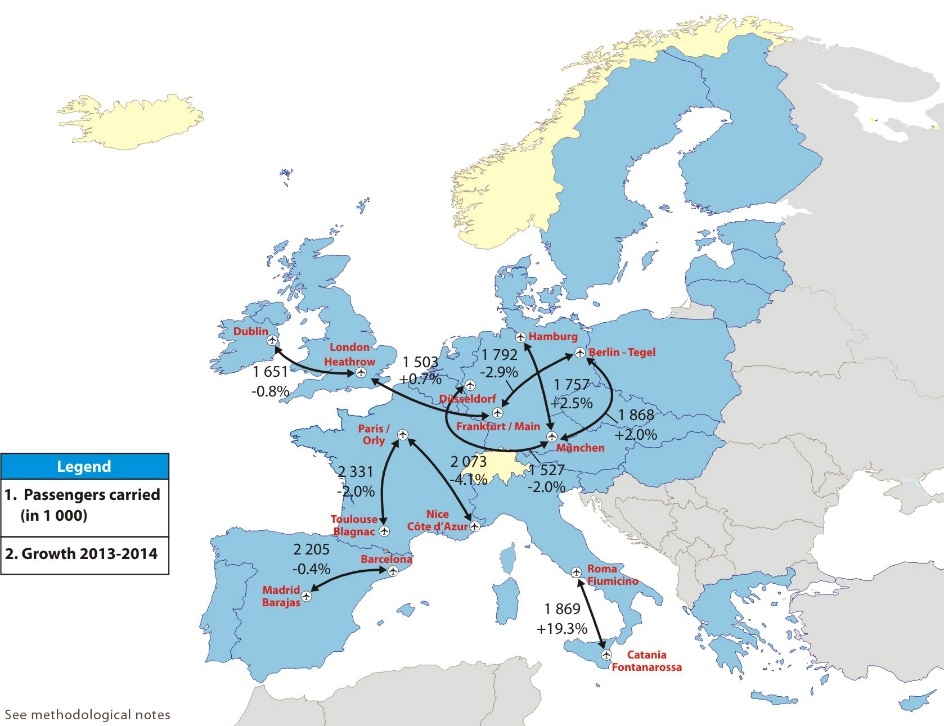 Hamburg
Dublin
London
Heathrow
Berlin - Tegel
1 503
+0.7%
1 792
-2.9%
1 651
-0.8%
1 757
+2.5%
Düsseldorf
1 868
+2.0%
Frankfurt / Main
Paris /
Orly
München
Legend
1. Passengers carried
(in 1 000)
2. Growth 2013-2014
2 331
-2.0%
2 073
-4.1%
1 527
-2.0%
Toulouse
Blagnac
Nice
Côte d'Azur
2 205
-0.4%
Barcelona
Madrid
Barajas
Roma
Fiumicino
1 869
+19.3%
Catania
Fontanarossa
See methodological notes